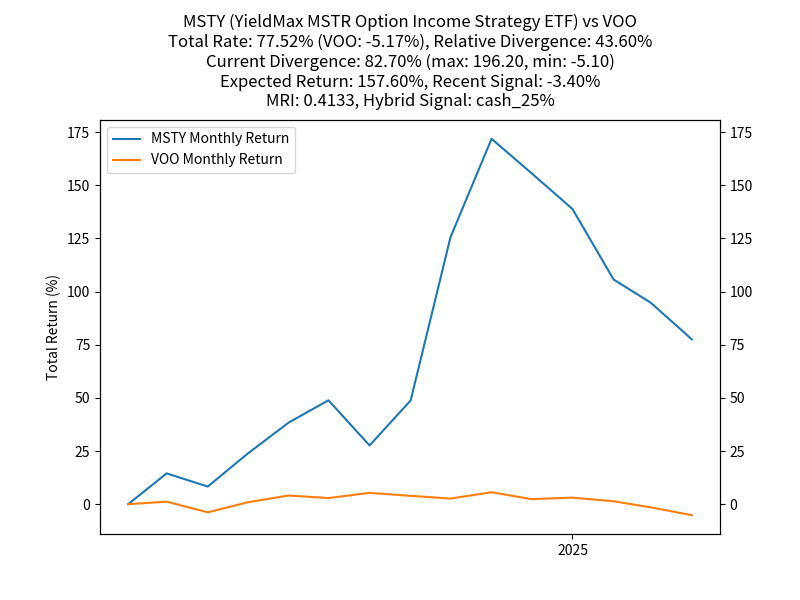 MSTY (YieldMax MSTR Option Income Strategy ETF) vs VOO
Total Rate: 77.52% (VOO: -5.17%), Relative Divergence: 43.60%
Current Divergence: 82.70% (max: 196.20, min: -5.10)
Expected Return: 157.60%, Recent Signal: -3.40%
MRI: 0.4133, Hybrid Signal: cash_25%
MSTY Monthly Return
VOO Monthly Return
Total Return (%)
175
150
125
100
75
50
25
0
175
150
125
100
75
50
25
0
2025